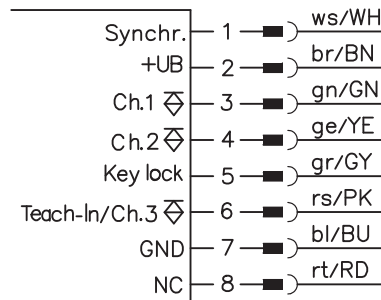 Synchr. 1 ws/WH
+UB 2 br/BN
Ch.1 3 gn/GN
Ch.2 4 ge/YE
Key lock 5 gr/GY
Teach-In/Ch.3 6 rs/PK
GND 7 bl/BU
NC 8 rt/RD